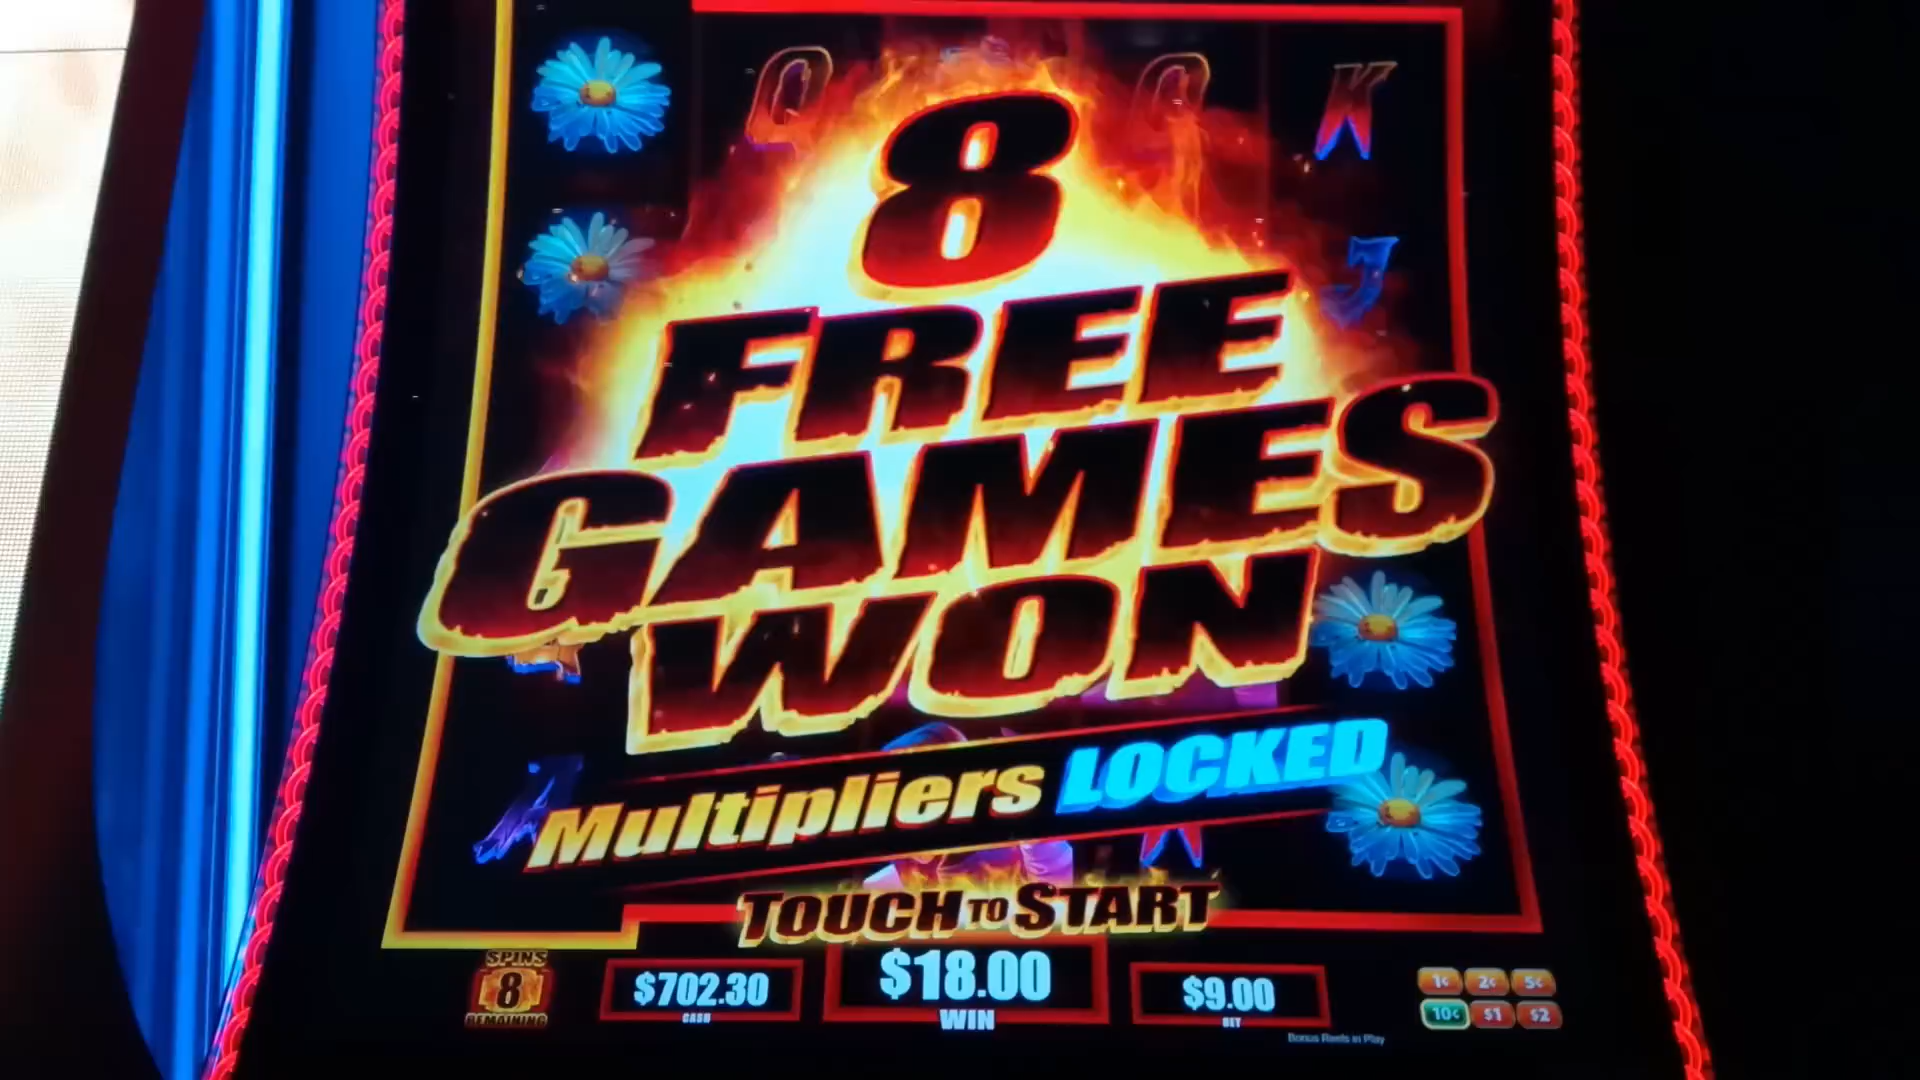 Q
Q
K
8
FREE
J
GAMES
WON
Multipliers LOCKED
TOUCH TO START
SPINS
8
REMAINING
$702.30
CASH
$18.00
WIN
$9.00
BET
Bonus Reels in Play
1¢ 2¢ 5¢
10¢ $1 $2